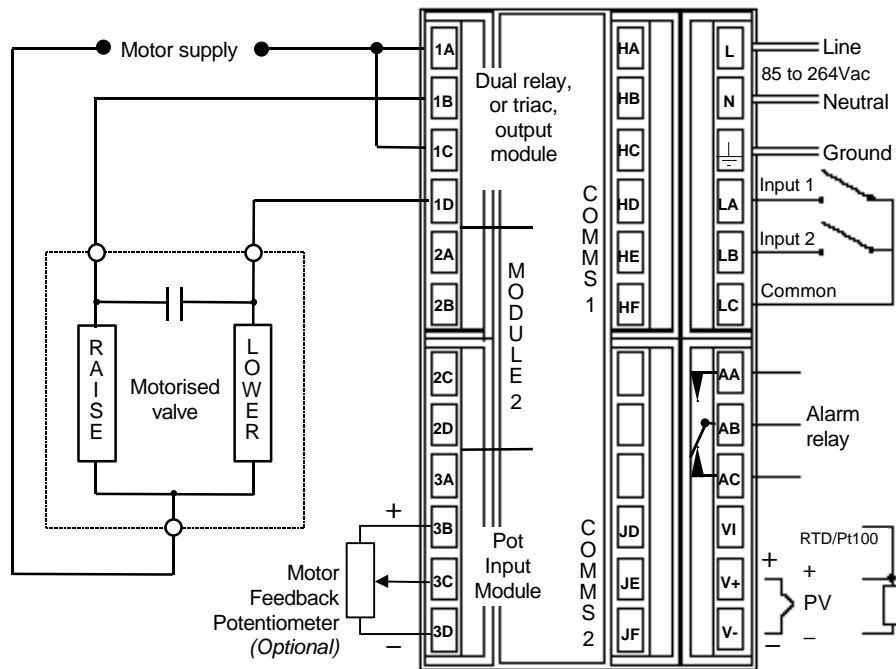 Motor supply
1A
1B
1C
1D
2A
2B
2C
2D
3A
3B
3C
3D
Dual relay,
or triac,
output
module
MODULE 2
COMMS 1
COMMS 2
Pot
Input
Module
HA
HB
HC
HD
HE
HF
JD
JE
JF
L
N
LA
LB
LC
AA
AB
AC
VI
V+
V-
Line
85 to 264Vac
Neutral
Ground
Input 1
Input 2
Common
Alarm
relay
RTD/Pt100
+
+
PV
−
−
RAISE
LOWER
Motorised
valve
+
Motor
Feedback
Potentiometer
(Optional)
−